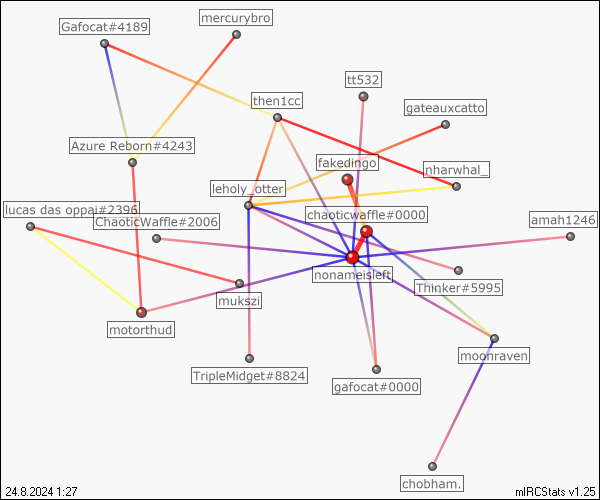 mercurybro
Gafocat#4189
tt532
then1cc
gateauxcatto
Azure Reborn#4243
fakedingo
nharwhal_
leholy_otter
lucas das oppai#2396
chaoticwaffle#0000
ChaoticWaffle#2006
amah1246
nonameisleft
Thinker#5995
mukszi
motorthud
moonraven
TripleMidget#8824
gafocat#0000
chobham.
24.8.2024 1:27
mIRCStats v1.25